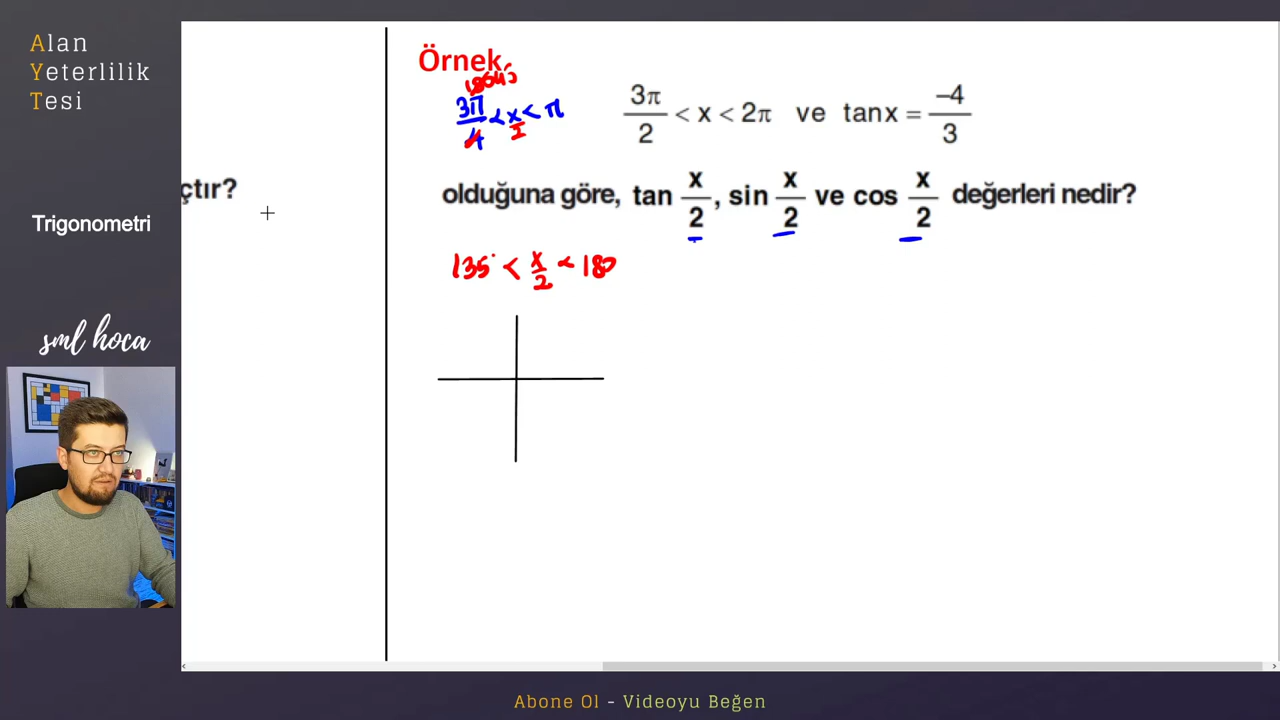 Alan
Yeterlilik
Tesi
Trigonometri
sml hoca
çtır?
Örnek
3π/4 < x/2 < π
3π/2 < x < 2π ve tanx = –4/3
olduğuna göre, tan x/2, sin x/2 ve cos x/2 değerleri nedir?
135° < x/2 < 180
Abone Ol - Videoyu Beğen